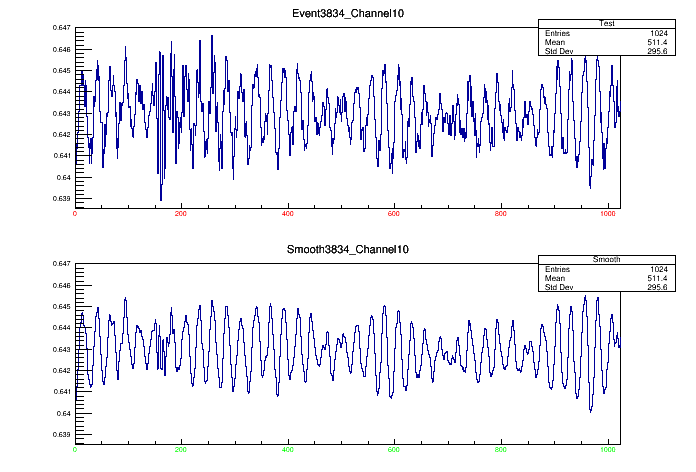 Event3834_Channel10
Test
Entries 1024
Mean 511.4
Std Dev 295.6
0.647
0.646
0.645
0.644
0.643
0.642
0.641
0.64
0.639
0 200 400 600 800 1000
Smooth3834_Channel10
Smooth
Entries 1024
Mean 511.4
Std Dev 295.6
0.647
0.646
0.645
0.644
0.643
0.642
0.641
0.64
0.639
0 200 400 600 800 1000